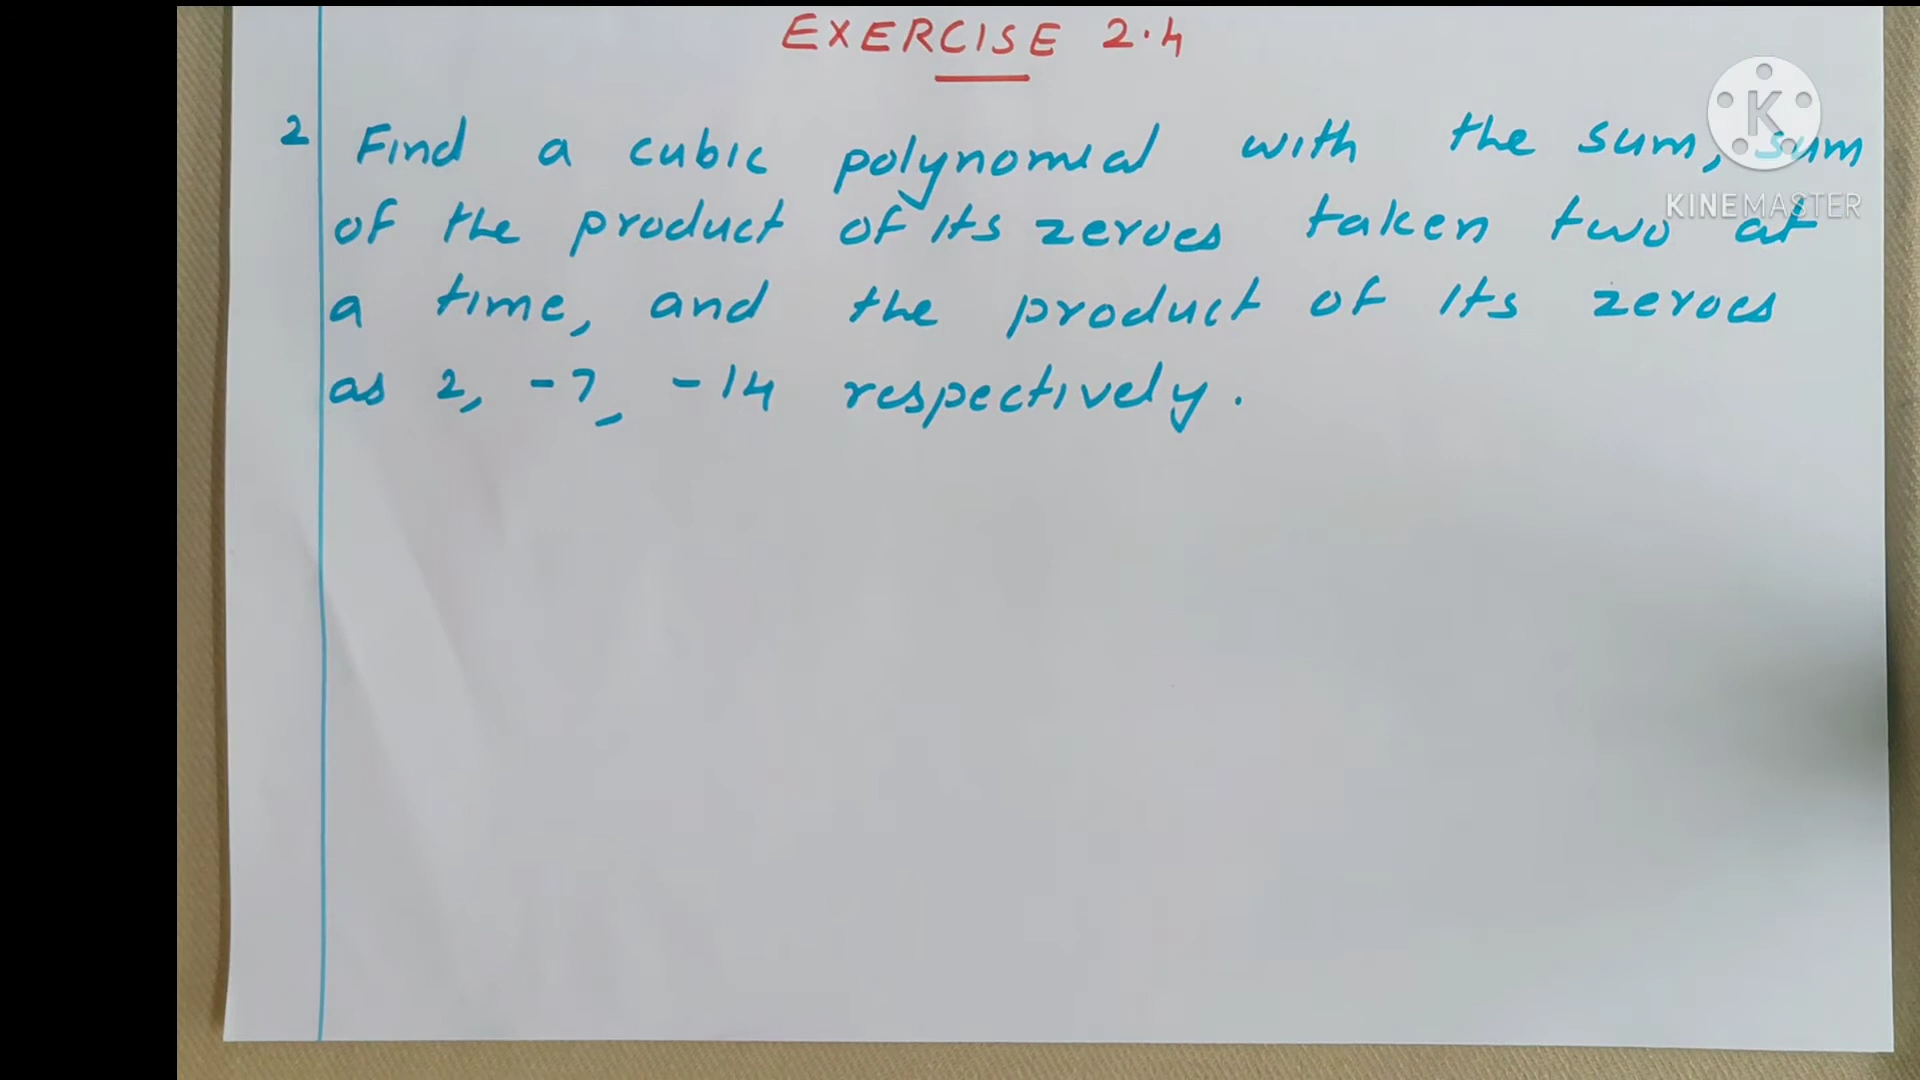 EXERCISE 2.4
2 Find a cubic polynomial with the sum, sum
of the product of its zeroes taken two at
a time, and the product of its zeroes
as 2, -7, -14 respectively.
K
KINEMASTER